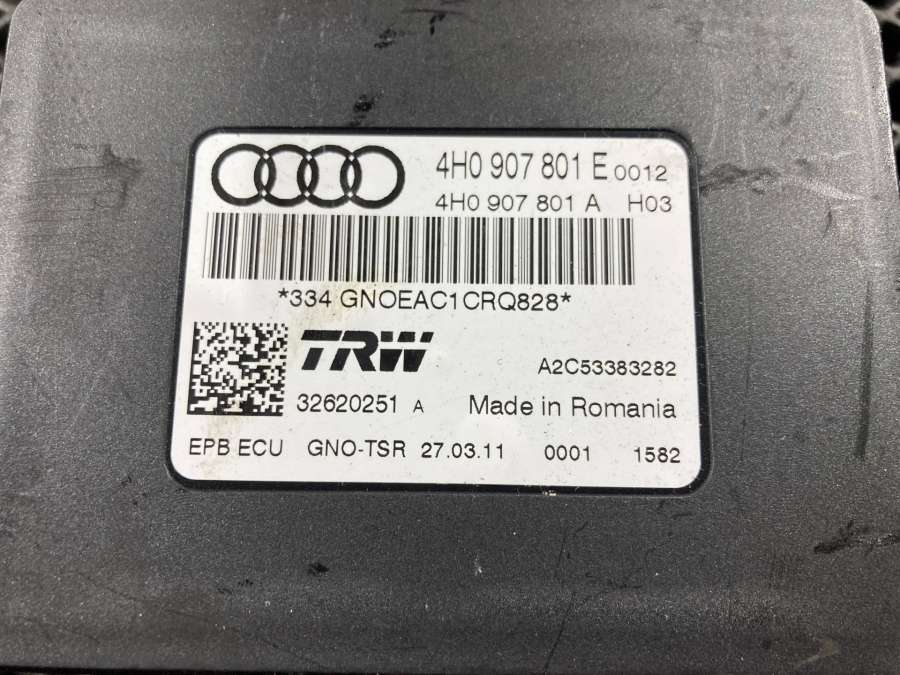 4H0 907 801 E 0012
4H0 907 801 A H03
*334 GNOEAC1CRQ828*
TRW
A2C53383282
32620251 A Made in Romania
EPB ECU GNO-TSR 27.03.11 0001 1582